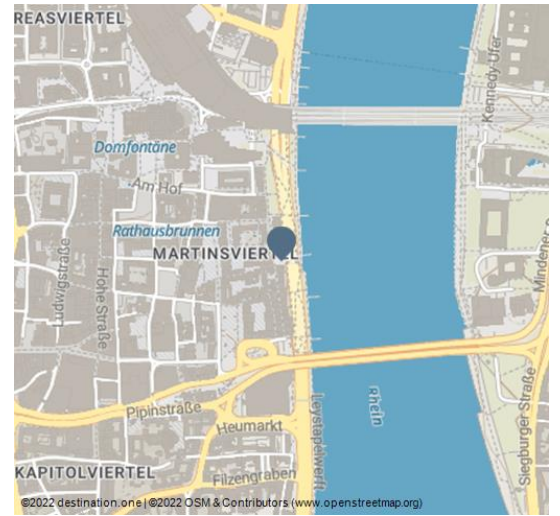 REASVIERTEL
Kennedy-Ufer
Domfontäne
Am Hof
Rathausbrunnen
MARTINSVIERTEL
Ludwigstraße
Hohe Straße
Mindener
Pipinstraße
Heumarkt
Leystapelwerft
Rhein
Siegburger Straße
KAPITOLVIERTEL
Filzengraben
©2022 destination.one | ©2022 OSM & Contributors (www.openstreetmap.org)